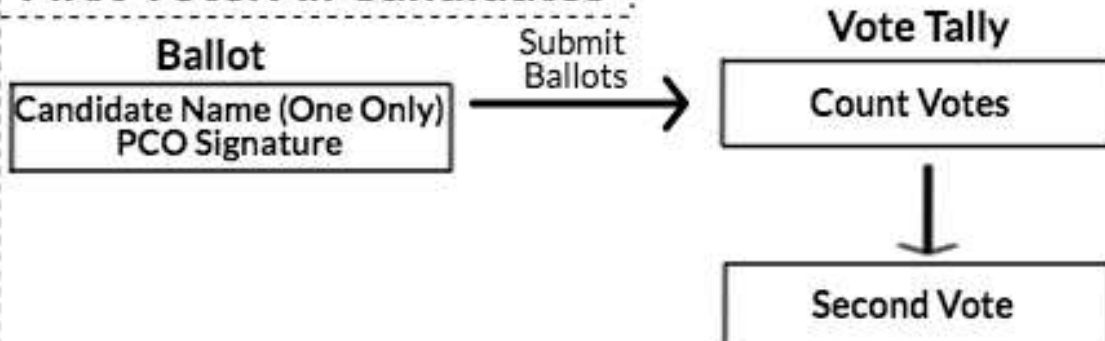 Ballot
Submit
Ballots
Vote Tally
Candidate Name (One Only)
PCO Signature
Count Votes
Second Vote